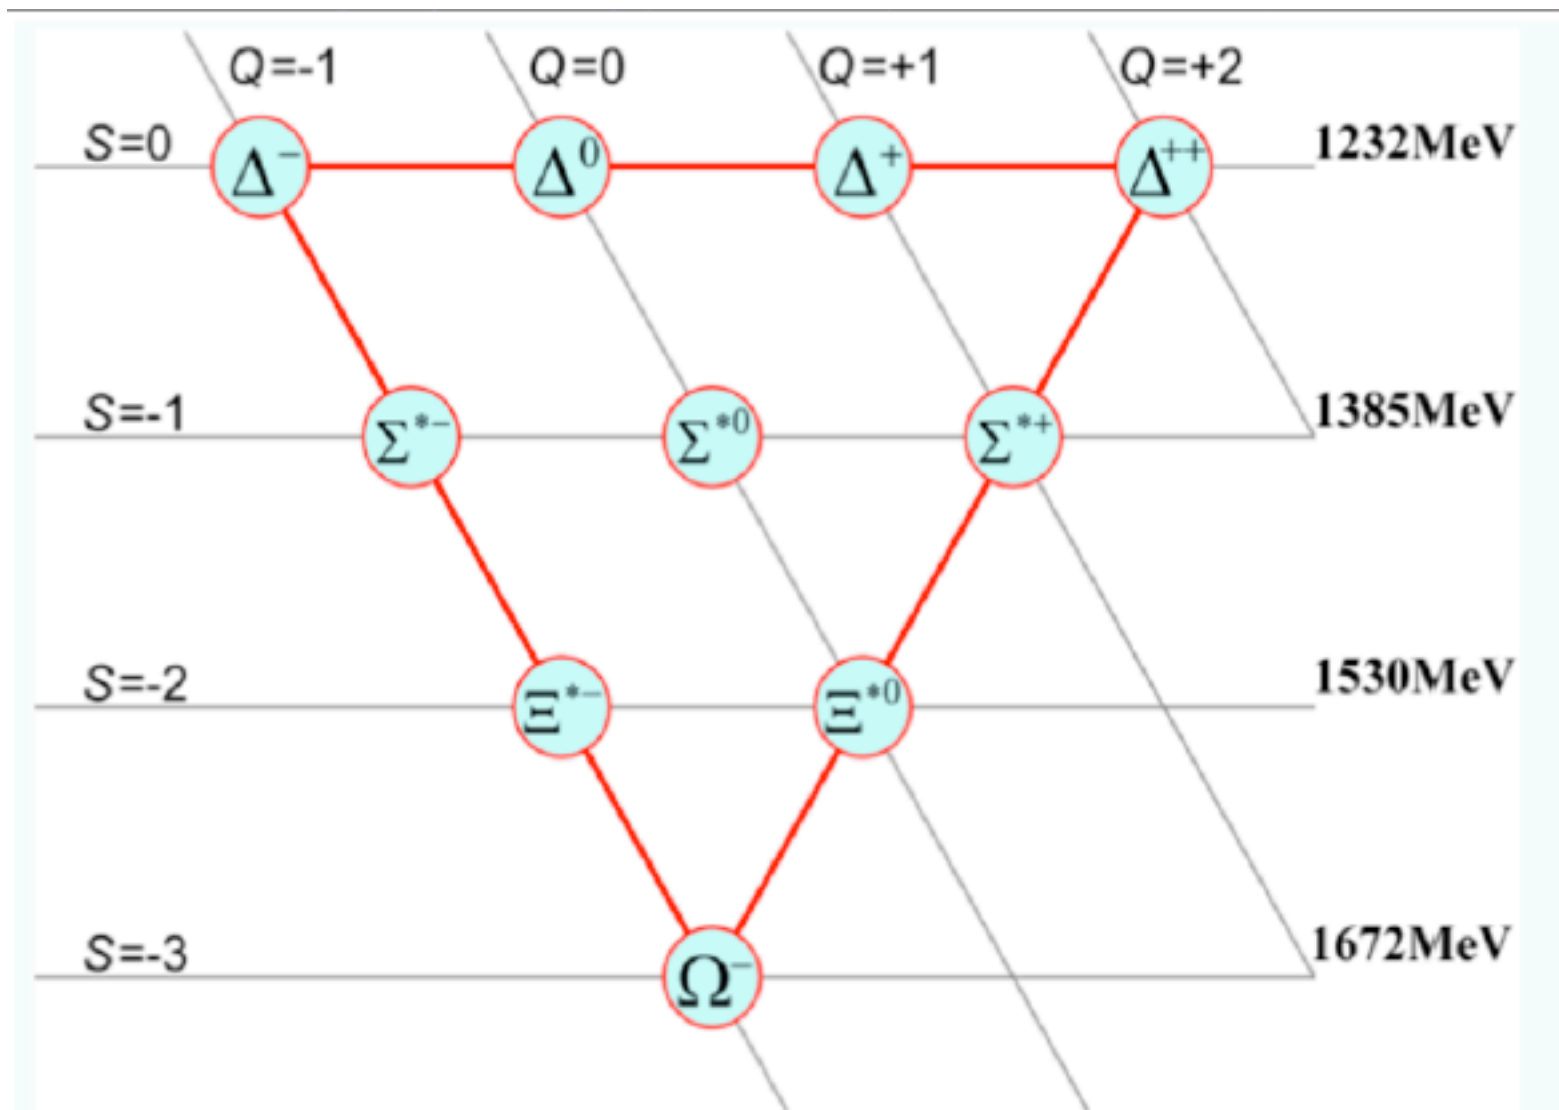 Q=-1 Q=0 Q=+1 Q=+2
S=0 Δ⁻ Δ⁰ Δ⁺ Δ⁺⁺ 1232MeV
S=-1 Σ*⁻ Σ*⁰ Σ*⁺ 1385MeV
S=-2 Ξ*⁻ Ξ*⁰ 1530MeV
S=-3 Ω⁻ 1672MeV